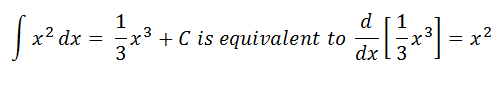 ∫ x² dx = 1/3 x³ + C is equivalent to d/dx [1/3 x³] = x²